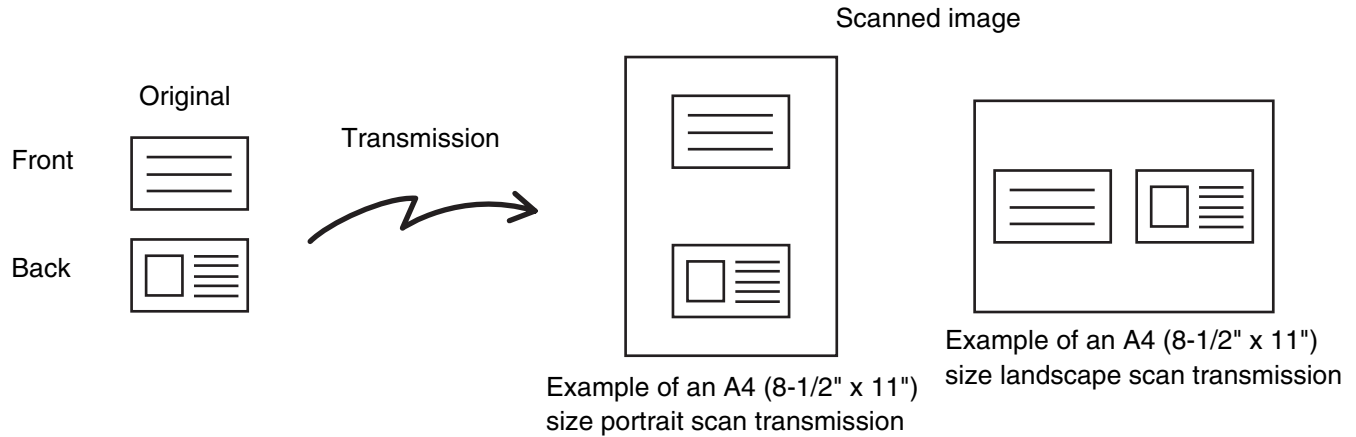 Scanned image
Original
Transmission
Front
Back
Example of an A4 (8-1/2" x 11")
size portrait scan transmission
Example of an A4 (8-1/2" x 11")
size landscape scan transmission